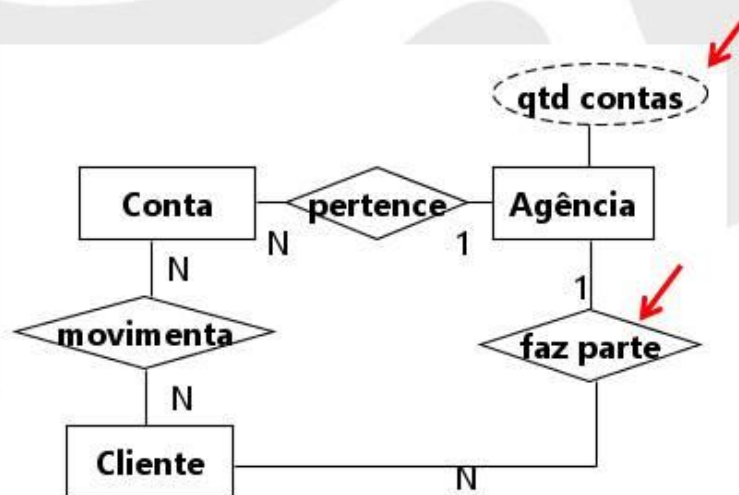 qtd contas
Conta
pertence
Agência
N
1
N
1
movimenta
faz parte
N
Cliente
N